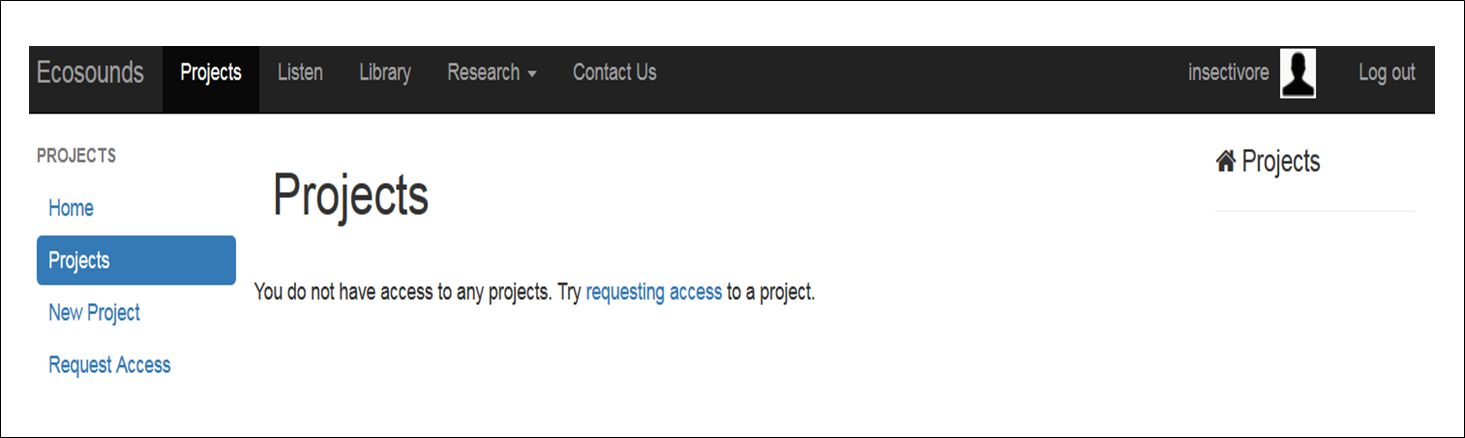 Ecosounds Projects Listen Library Research Contact Us insectivore Log out
PROJECTS
Home
Projects
New Project
Request Access
Projects
You do not have access to any projects. Try requesting access to a project.
Projects